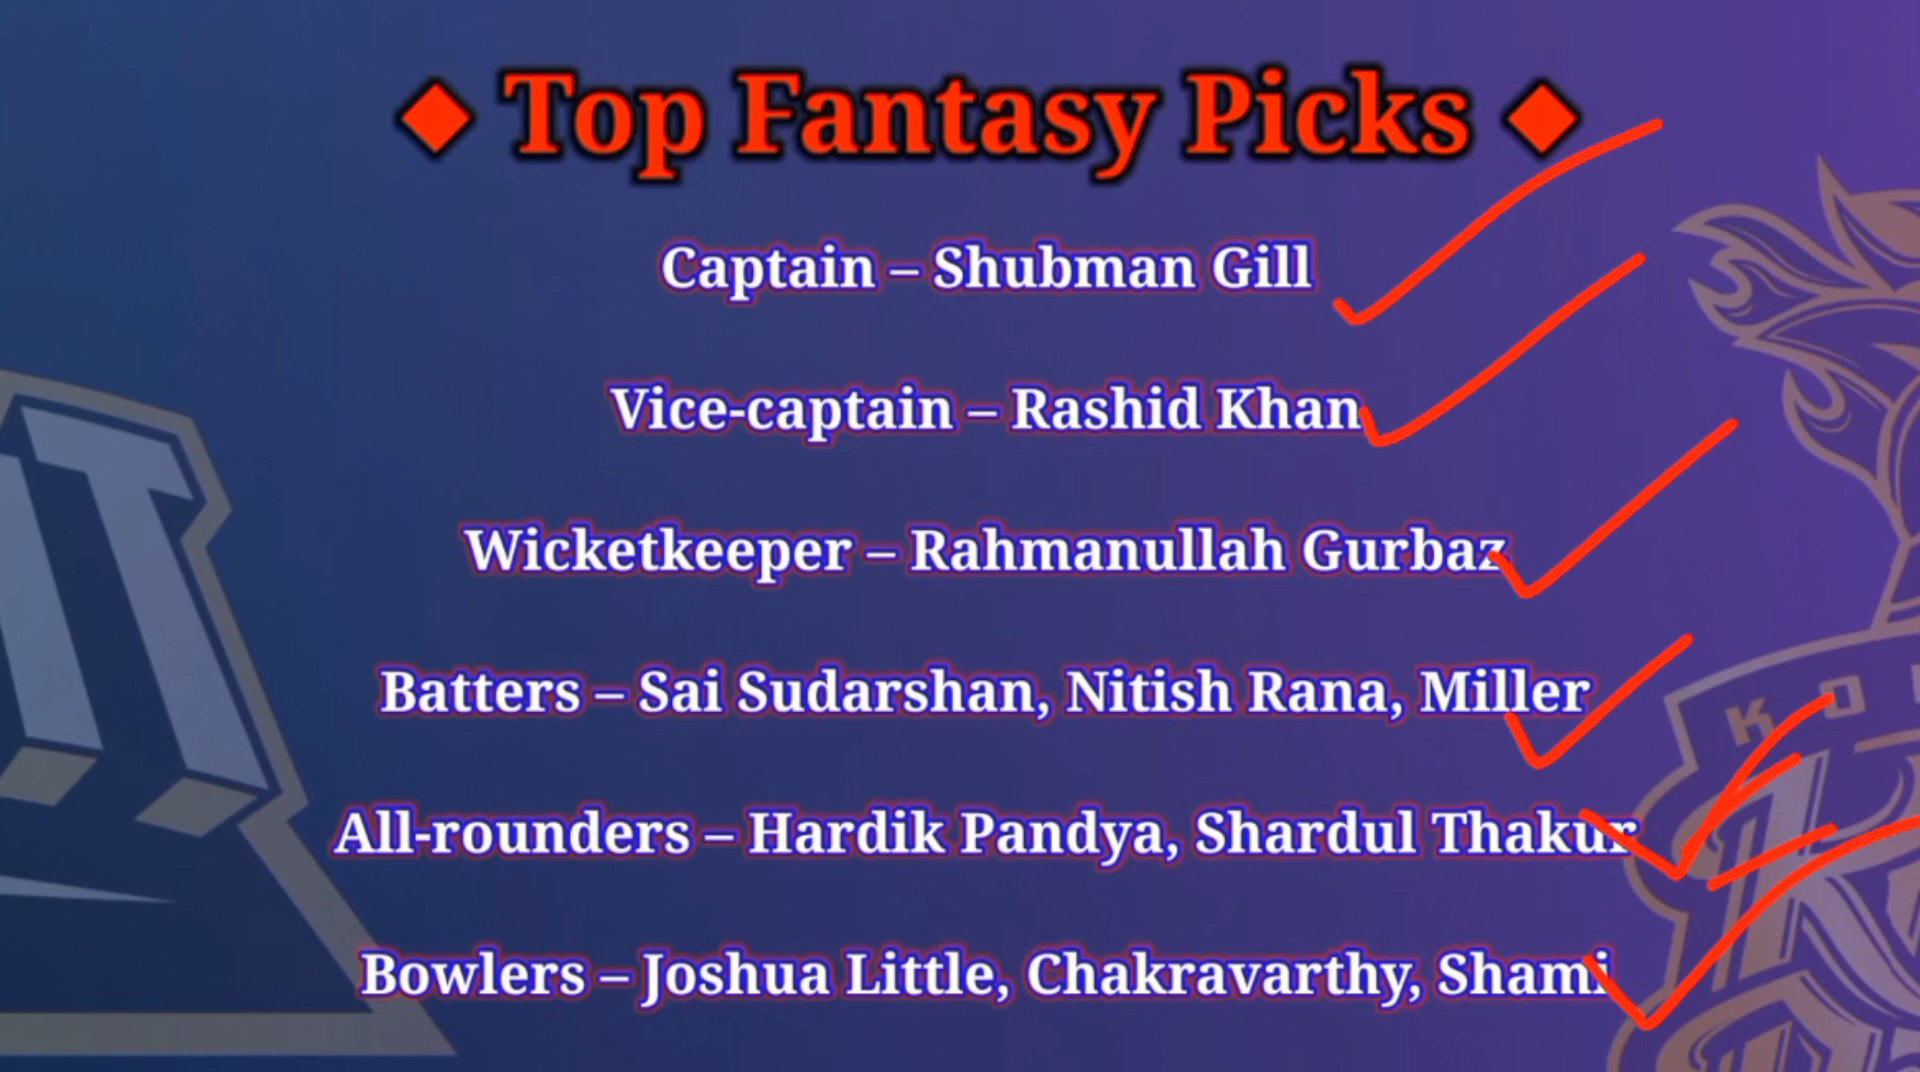 ◆ Top Fantasy Picks ◆
Captain – Shubman Gill
Vice-captain – Rashid Khan
Wicketkeeper – Rahmanullah Gurbaz
Batters – Sai Sudarshan, Nitish Rana, Miller
All-rounders – Hardik Pandya, Shardul Thakur
Bowlers – Joshua Little, Chakravarthy, Shami